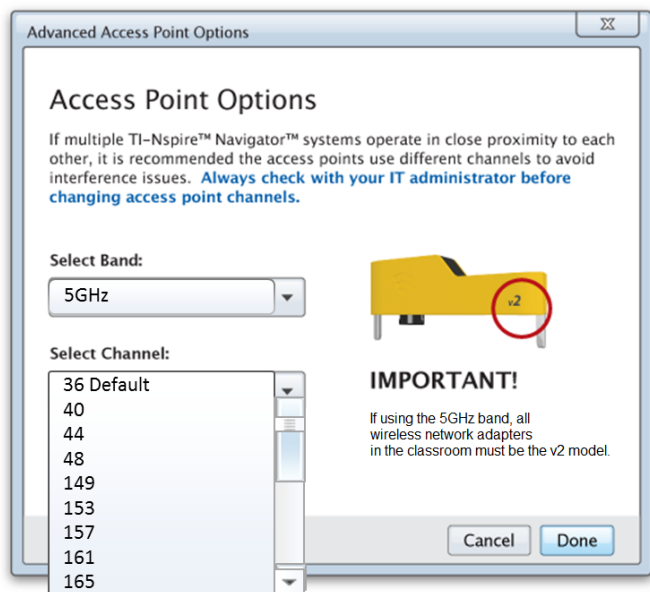 Advanced Access Point Options
Access Point Options
If multiple TI-Nspire™ Navigator™ systems operate in close proximity to each
other, it is recommended the access points use different channels to avoid
interference issues. Always check with your IT administrator before
changing access point channels.
Select Band:
5GHz
v2
Select Channel:
36 Default
40
44
48
149
153
157
161
165
IMPORTANT!
If using the 5GHz band, all
wireless network adapters
in the classroom must be the v2 model.
Cancel
Done